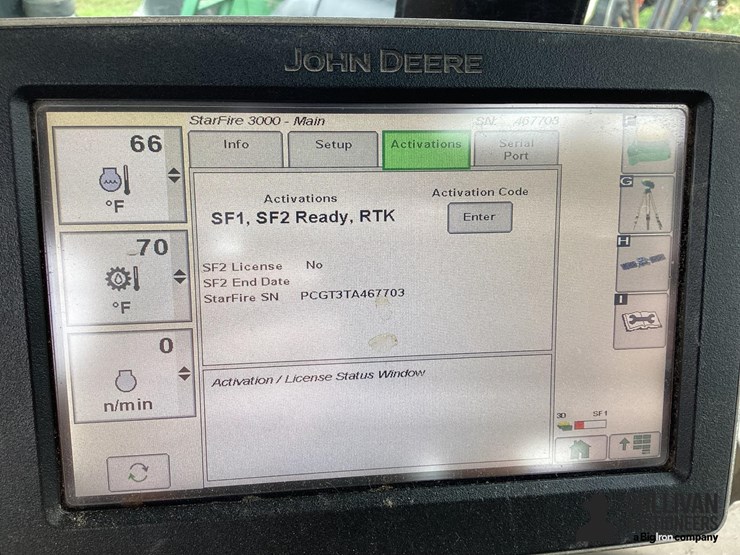 JOHN DEERE
StarFire 3000 - Main
SN: 467703
Info
Setup
Activations
Serial
Port
66
°F
70
°F
0
n/min
Activations
SF1, SF2 Ready, RTK
Activation Code
Enter
SF2 License No
SF2 End Date
StarFire SN PCGT3TA467703
Activation / License Status Window
F
G
H
I
3D
SF1
a BigIron company